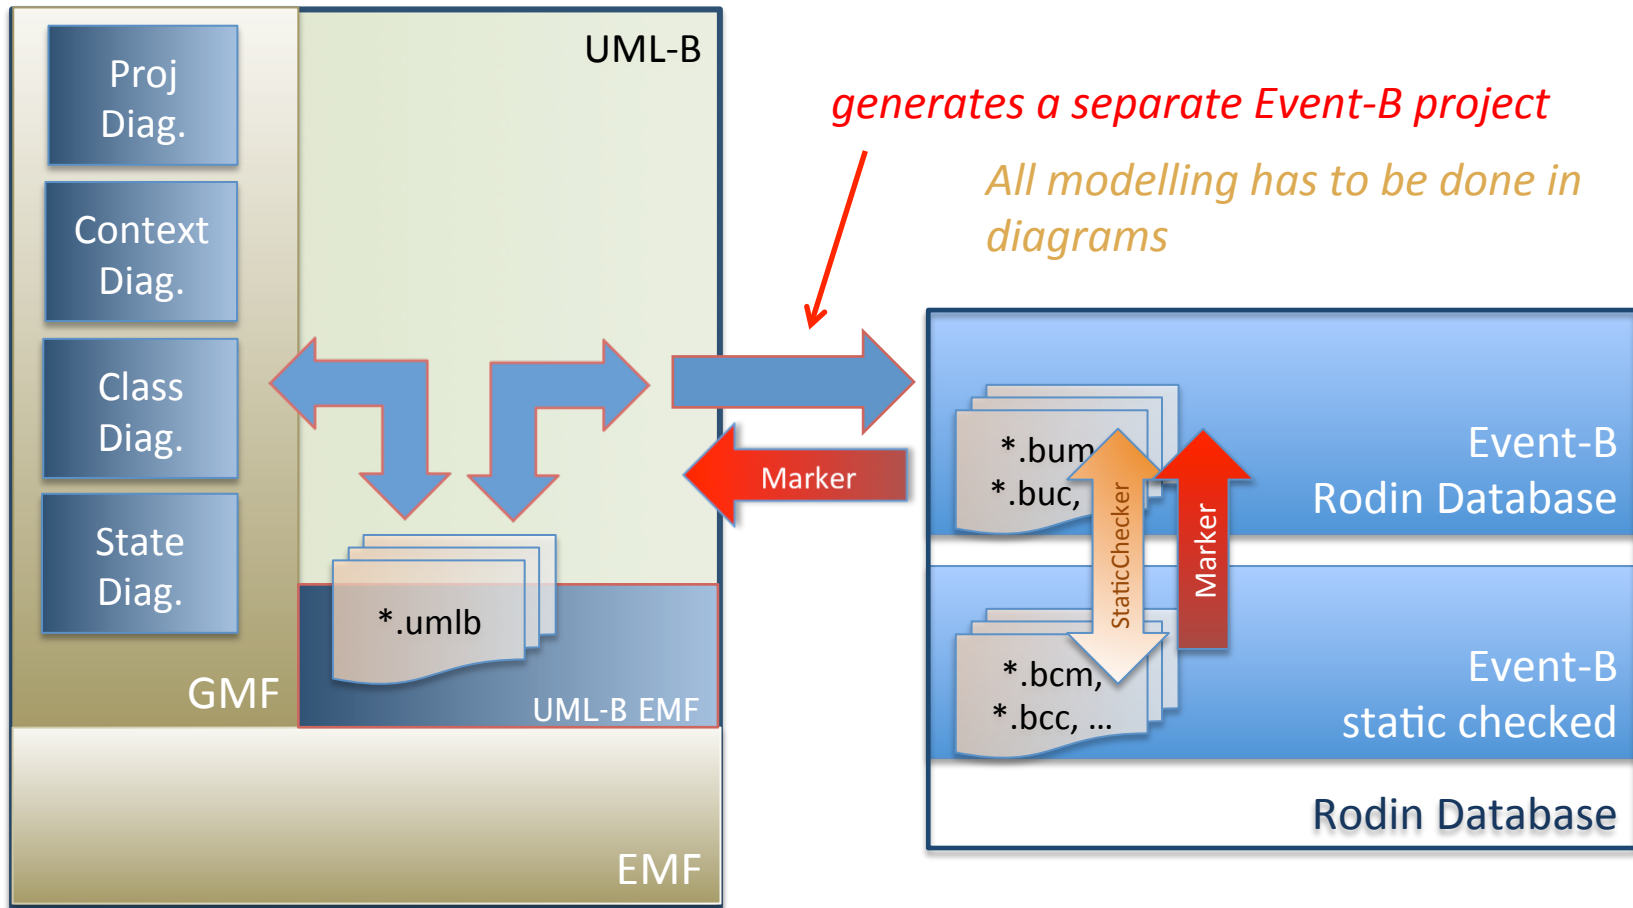 UML-B
Proj
Diag.
Context
Diag.
Class
Diag.
State
Diag.
GMF
*.umlb
UML-B EMF
EMF
generates a separate Event-B project
All modelling has to be done in
diagrams
Marker
*.bum,
*.buc,
StaticChecker
Marker
Event-B
Rodin Database
*.bcm,
*.bcc, ...
Event-B
static checked
Rodin Database